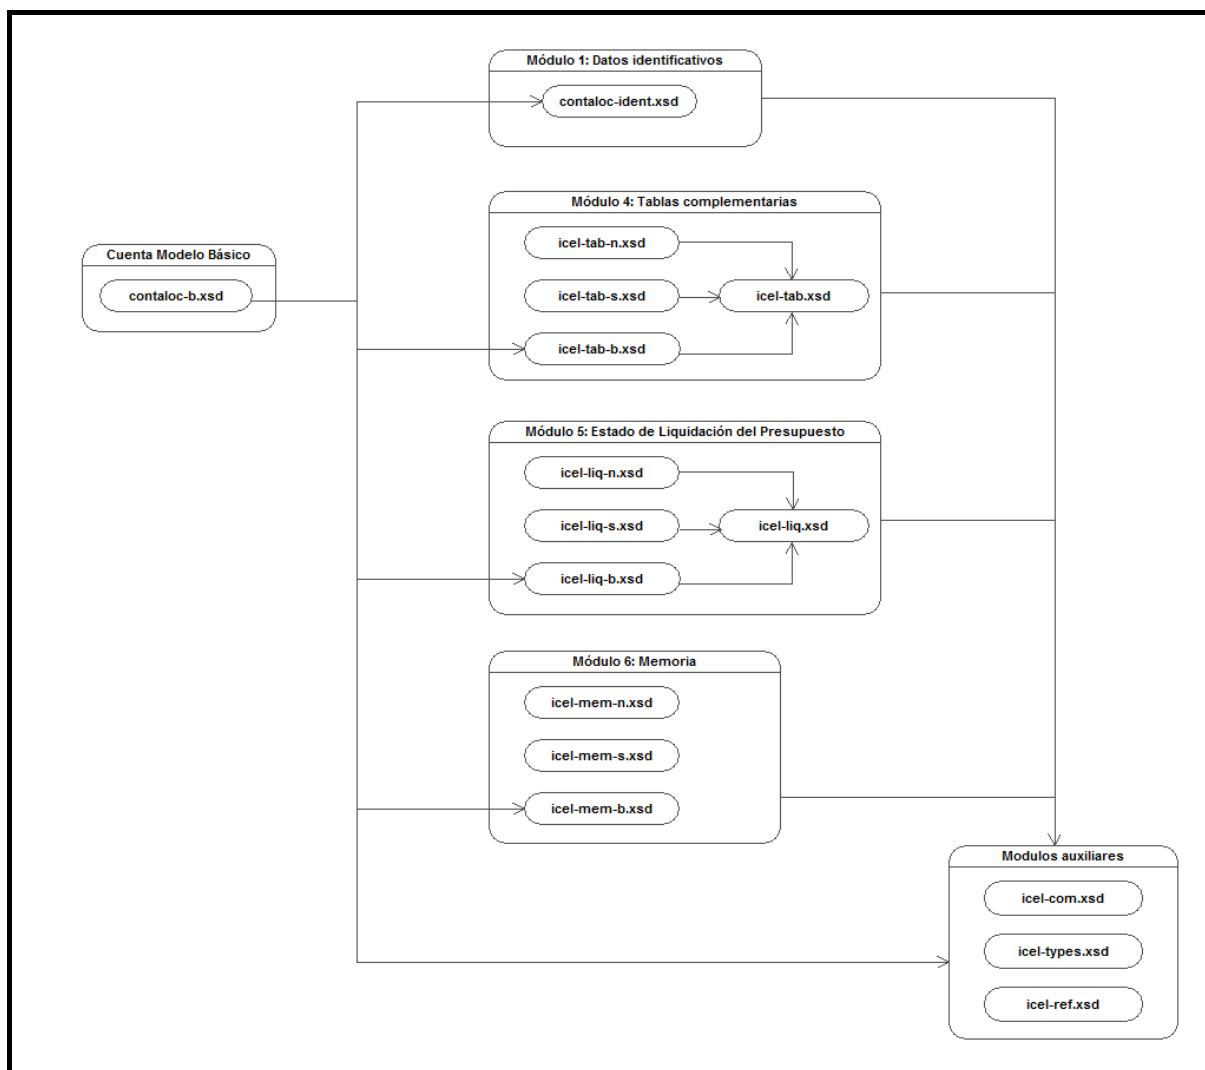 Módulo 1: Datos identificativos
contaloc-ident.xsd
Módulo 4: Tablas complementarias
icel-tab-n.xsd
icel-tab-s.xsd
icel-tab.xsd
icel-tab-b.xsd
Cuenta Modelo Básico
contaloc-b.xsd
Módulo 5: Estado de Liquidación del Presupuesto
icel-liq-n.xsd
icel-liq-s.xsd
icel-liq.xsd
icel-liq-b.xsd
Módulo 6: Memoria
icel-mem-n.xsd
icel-mem-s.xsd
icel-mem-b.xsd
Modulos auxiliares
icel-com.xsd
icel-types.xsd
icel-ref.xsd